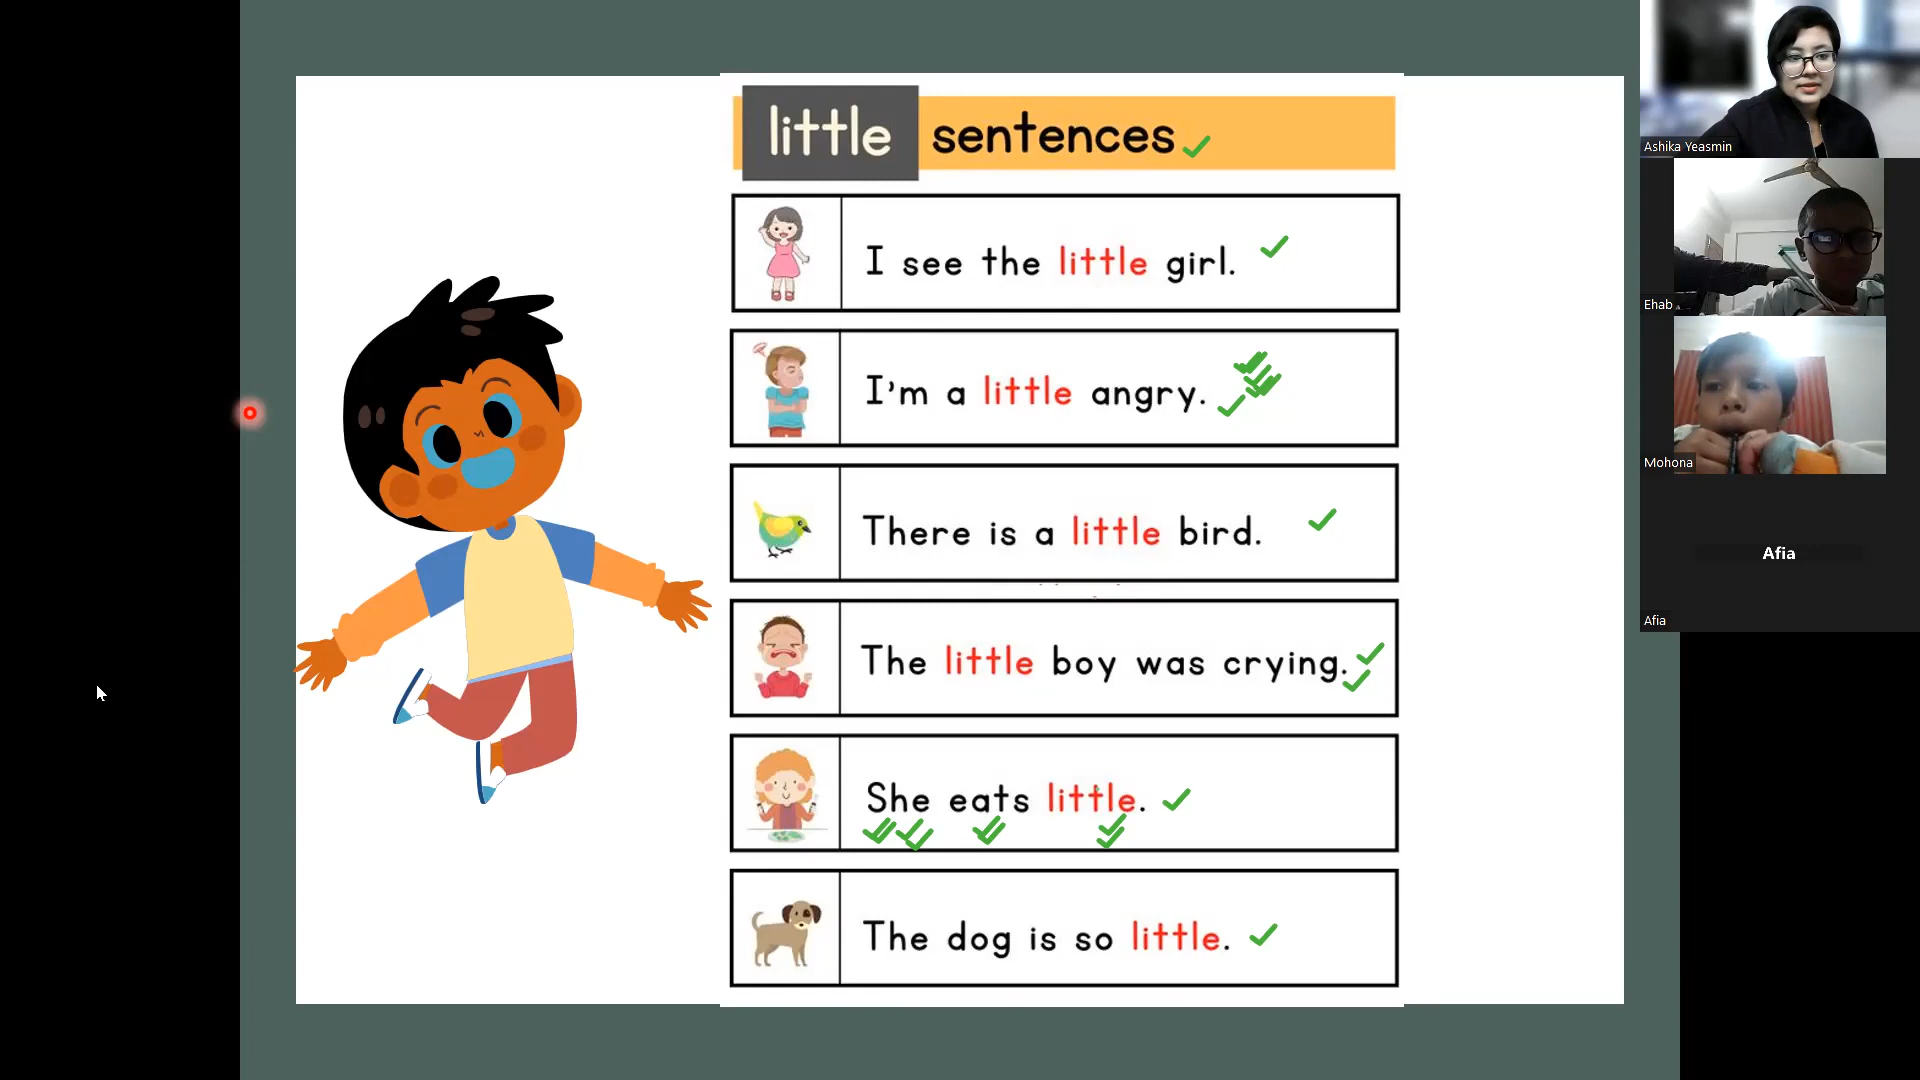 little sentences
I see the little girl.
I'm a little angry.
There is a little bird.
The little boy was crying.
She eats little.
The dog is so little.
Ashika Yeasmin
Ehab
Mohona
Afia
Afia